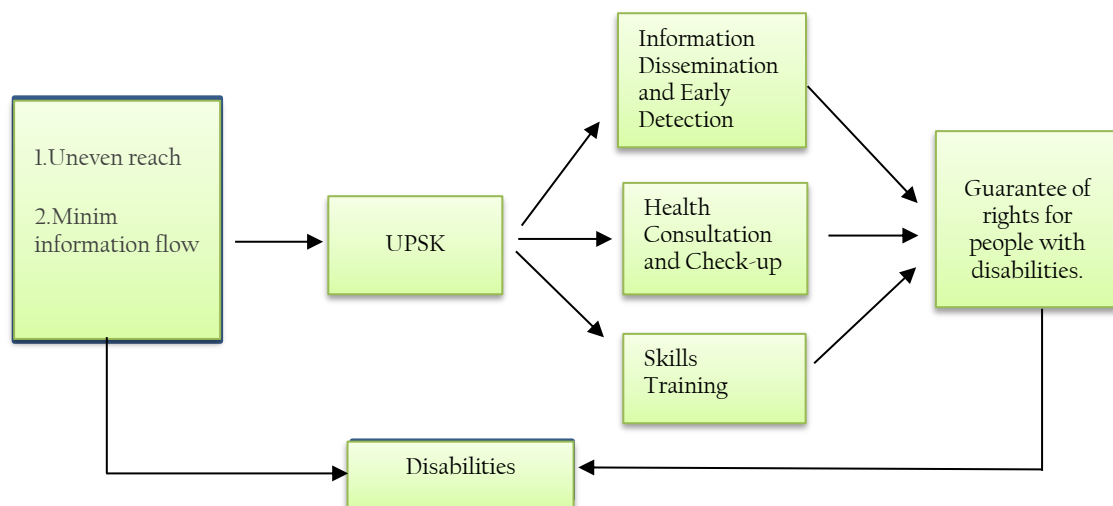 1.Uneven reach
2.Minim
information flow
UPSK
Information
Dissemination
and Early
Detection
Health
Consultation
and Check-up
Skills
Training
Guarantee of
rights for
people with
disabilities.
Disabilities